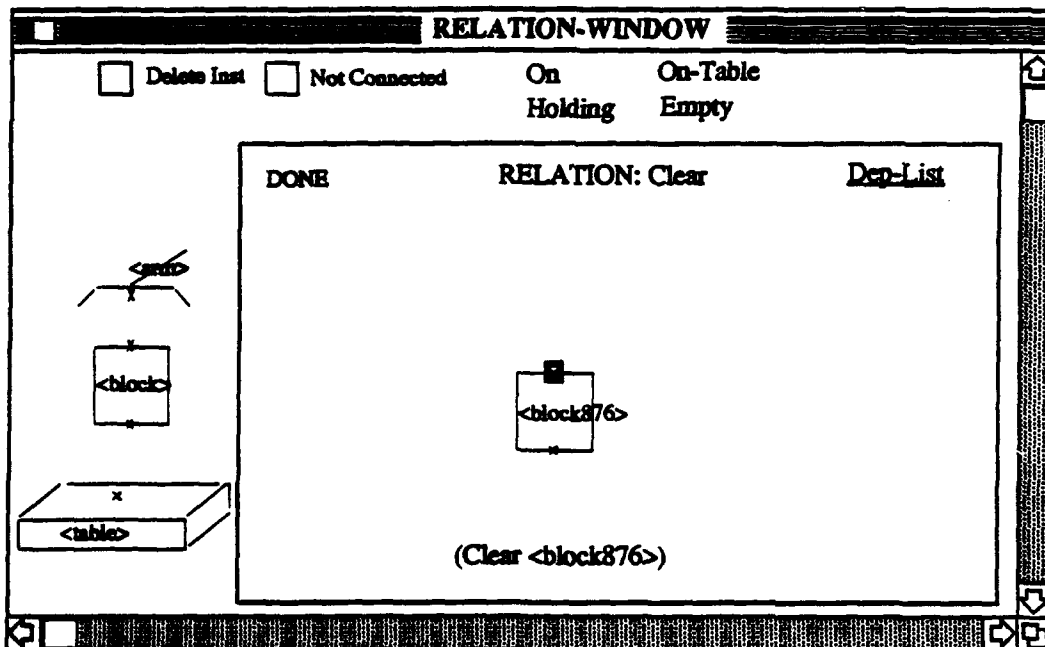 RELATION-WINDOW
Delete Inst Not Connected On On-Table
Holding Empty
DONE RELATION: Clear Dep-List
<arm>
<block>
<block876>
<table>
(Clear <block876>)